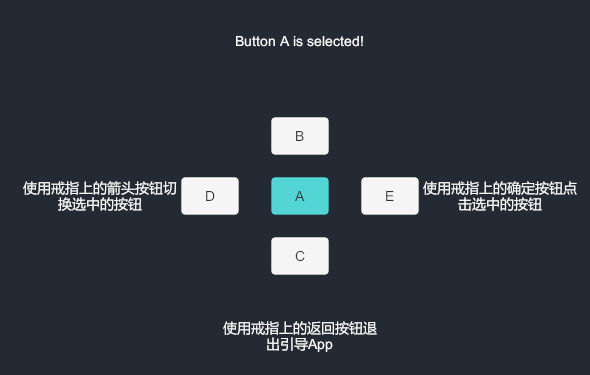 Button A is selected!
B
使用戒指上的箭头按钮切
换选中的按钮
D
A
E
使用戒指上的确定按钮点
击选中的按钮
C
使用戒指上的返回按钮退
出引导App